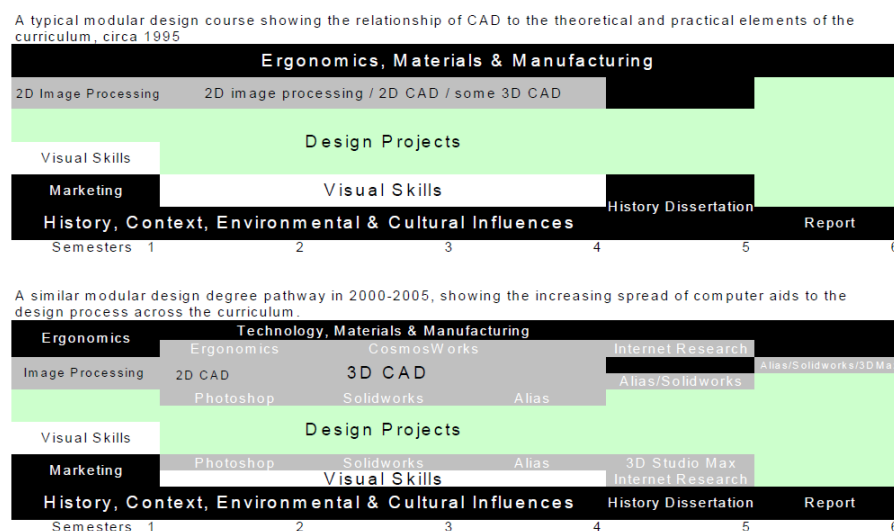 A typical modular design course showing the relationship of CAD to the theoretical and practical elements of the
curriculum, circa 1995
Ergonomics, Materials & Manufacturing
2D Image Processing 2D image processing / 2D CAD / some 3D CAD
Design Projects
Visual Skills
Marketing Visual Skills
History Dissertation
History, Context, Environmental & Cultural Influences Report
Semesters 1 2 3 4 5 6
A similar modular design degree pathway in 2000-2005, showing the increasing spread of computer aids to the
design process across the curriculum.
Ergonomics Technology, Materials & Manufacturing
Ergonomics CosmosWorks Internet Research
Image Processing 2D CAD 3D CAD Alias/Solidworks/3DMa
Alias/Solidworks
Photoshop Solidworks Alias
Design Projects
Visual Skills
Marketing Photoshop Solidworks Alias 3D Studio Max
Visual Skills Internet Research
History, Context, Environmental & Cultural Influences History Dissertation Report
Semesters 1 2 3 4 5 6